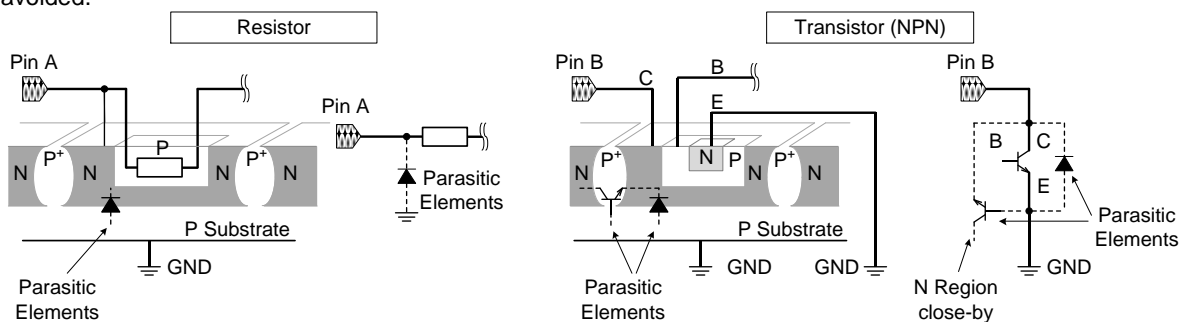 avoided.
Resistor
Transistor (NPN)
Pin A
Pin A
N P+ N P N P+ N
Parasitic
Elements
P Substrate
GND
Parasitic
Elements
Pin B
C
B
E
N P+ N N P N P+ N
P Substrate
GND
GND
Parasitic
Elements
Pin B
B
C
E
Parasitic
Elements
GND
N Region
close-by